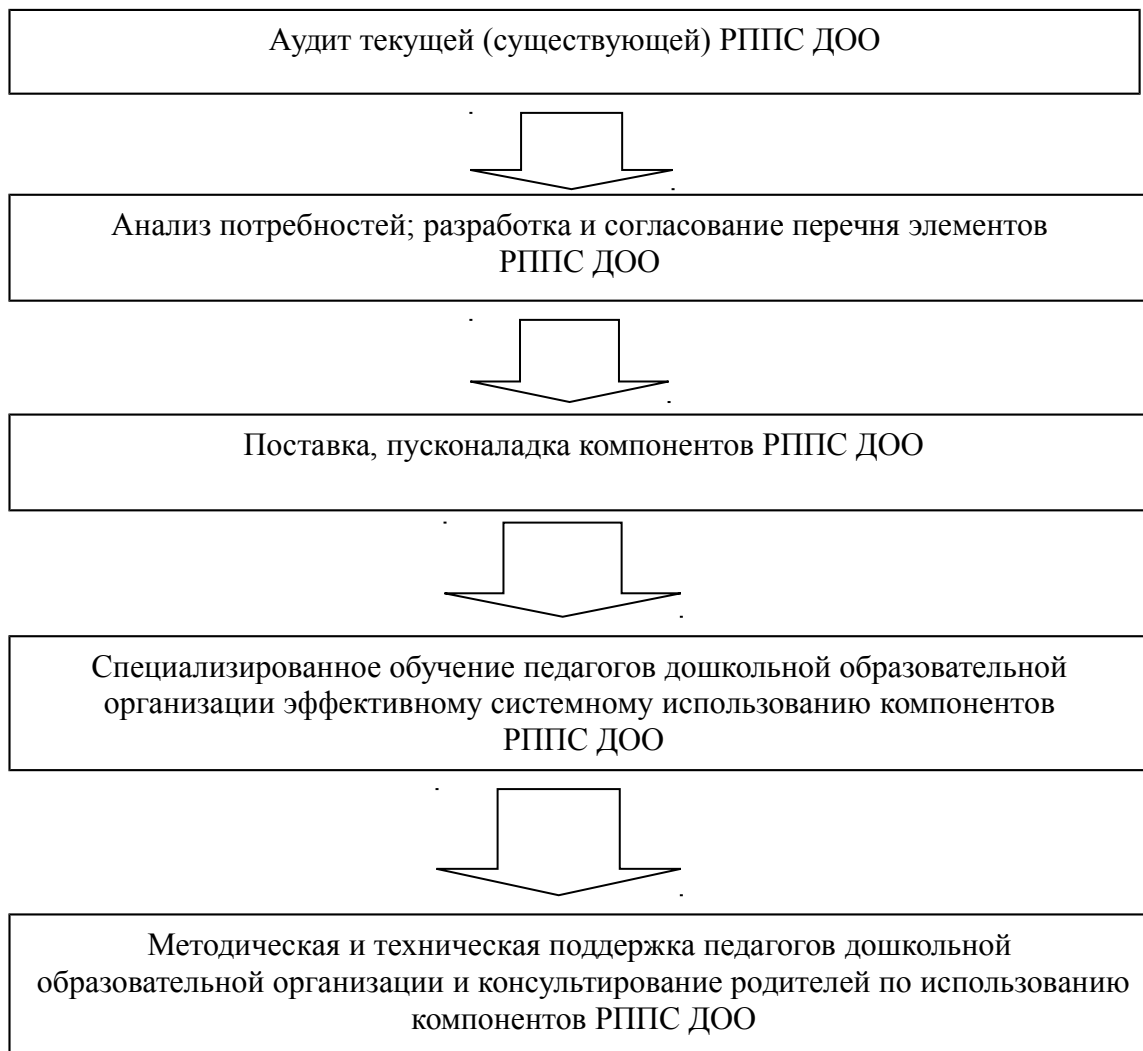 Аудит текущей (существующей) РППС ДОО
Анализ потребностей; разработка и согласование перечня элементов
РППС ДОО
Поставка, пусконаладка компонентов РППС ДОО
Специализированное обучение педагогов дошкольной образовательной
организации эффективному системному использованию компонентов
РППС ДОО
Методическая и техническая поддержка педагогов дошкольной
образовательной организации и консультирование родителей по использованию
компонентов РППС ДОО